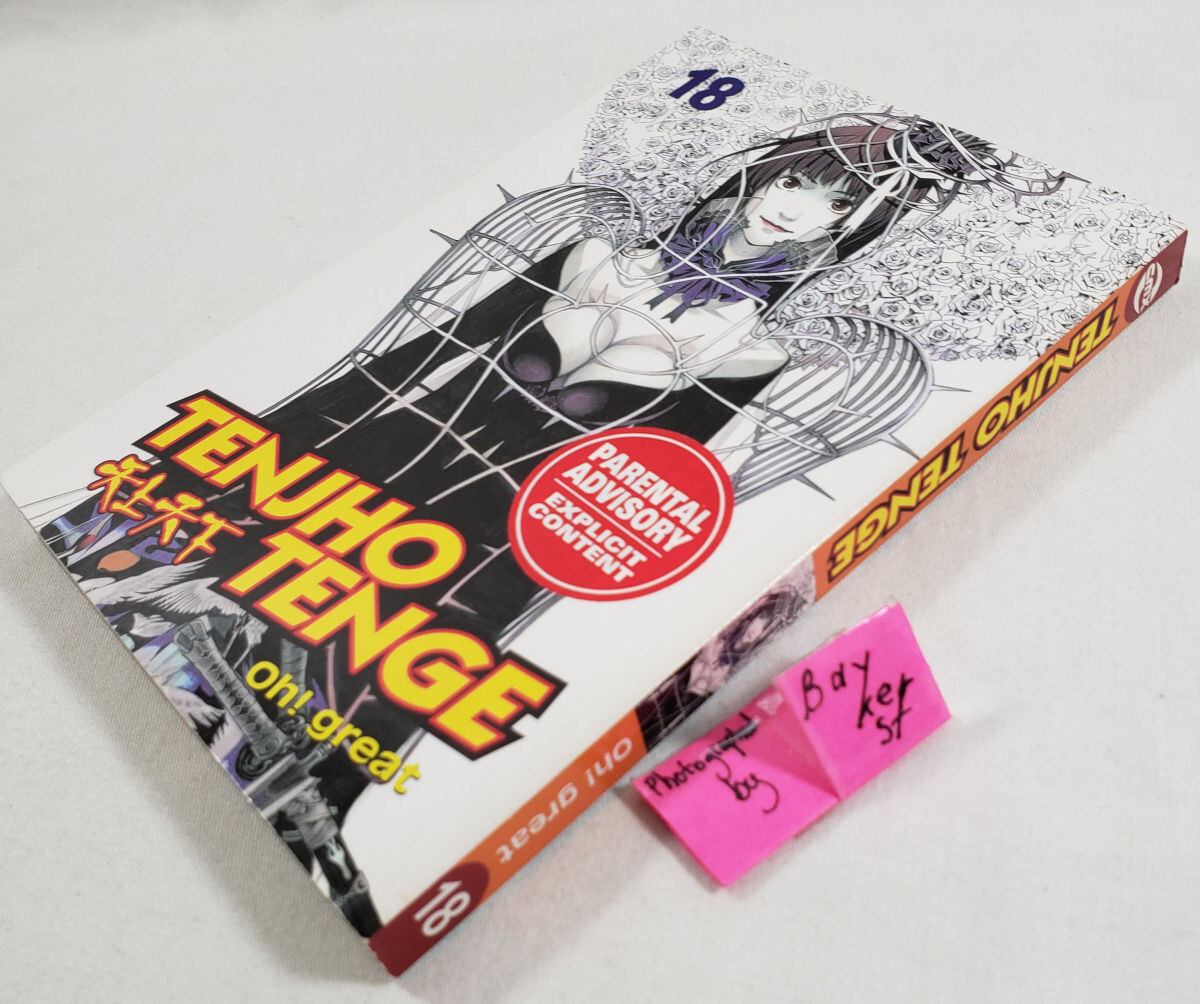 18
TENJHO
TENGE
天上天下
oh! great
PARENTAL
ADVISORY
EXPLICIT
CONTENT
TENJHO TENGE
oh! great
18
Photographed
by
Bay
ker
st